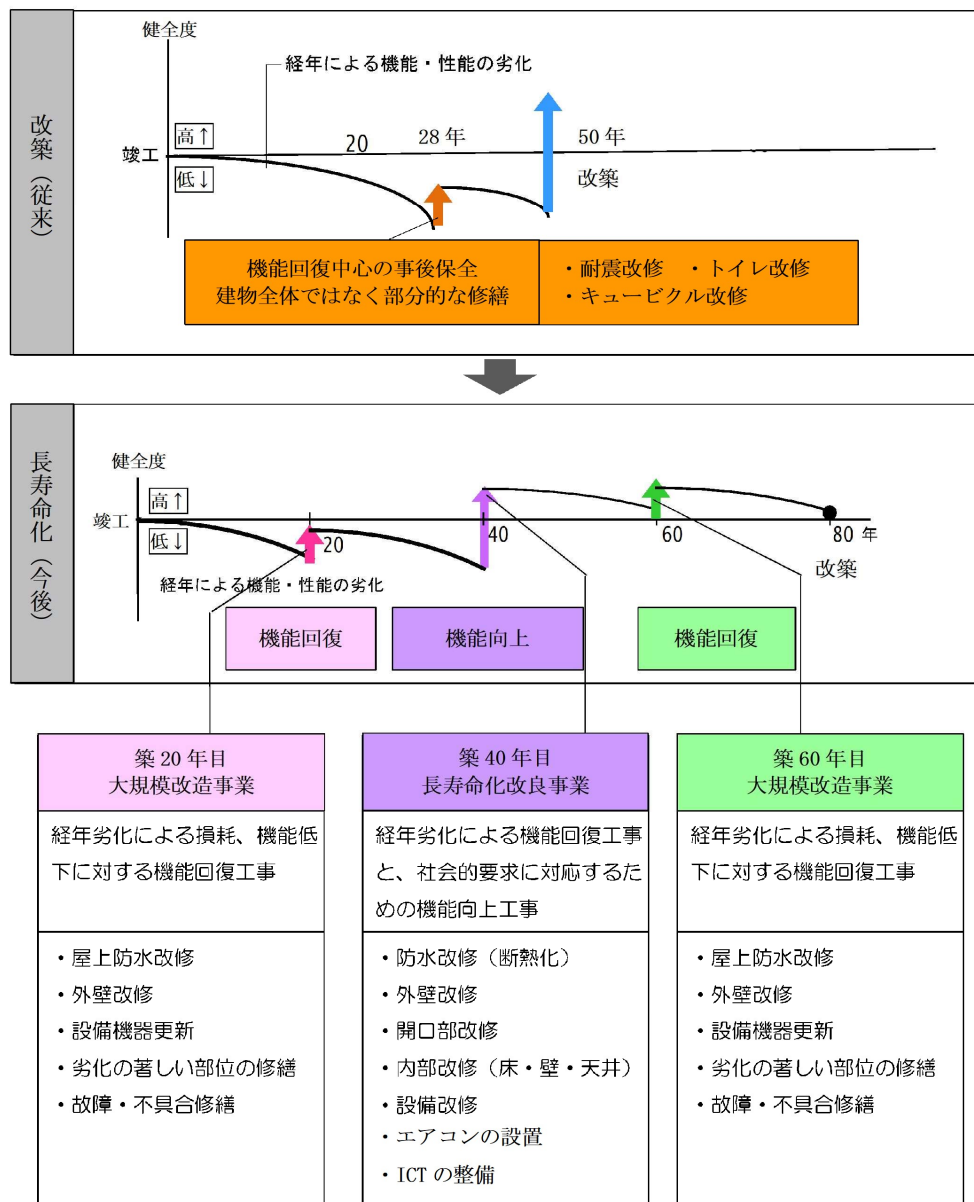 改築（従来）
健全度
経年による機能・性能の劣化
高↑
竣工
低↓
20
28 年
50 年
改築
機能回復中心の事後保全
建物全体ではなく部分的な修繕
・耐震改修　・トイレ改修
・キュービクル改修
長寿命化（今後）
健全度
高↑
竣工
低↓
20
40
60
80 年
経年による機能・性能の劣化
改築
機能回復
機能向上
機能回復
築 20 年目
大規模改造事業
経年劣化による損耗、機能低
下に対する機能回復工事
・屋上防水改修
・外壁改修
・設備機器更新
・劣化の著しい部位の修繕
・故障・不具合修繕
築 40 年目
長寿命化改良事業
経年劣化による機能回復工事
と、社会的要求に対応するた
めの機能向上工事
・防水改修（断熱化）
・外壁改修
・開口部改修
・内部改修（床・壁・天井）
・設備改修
・エアコンの設置
・ICT の整備
築 60 年目
大規模改造事業
経年劣化による損耗、機能低
下に対する機能回復工事
・屋上防水改修
・外壁改修
・設備機器更新
・劣化の著しい部位の修繕
・故障・不具合修繕